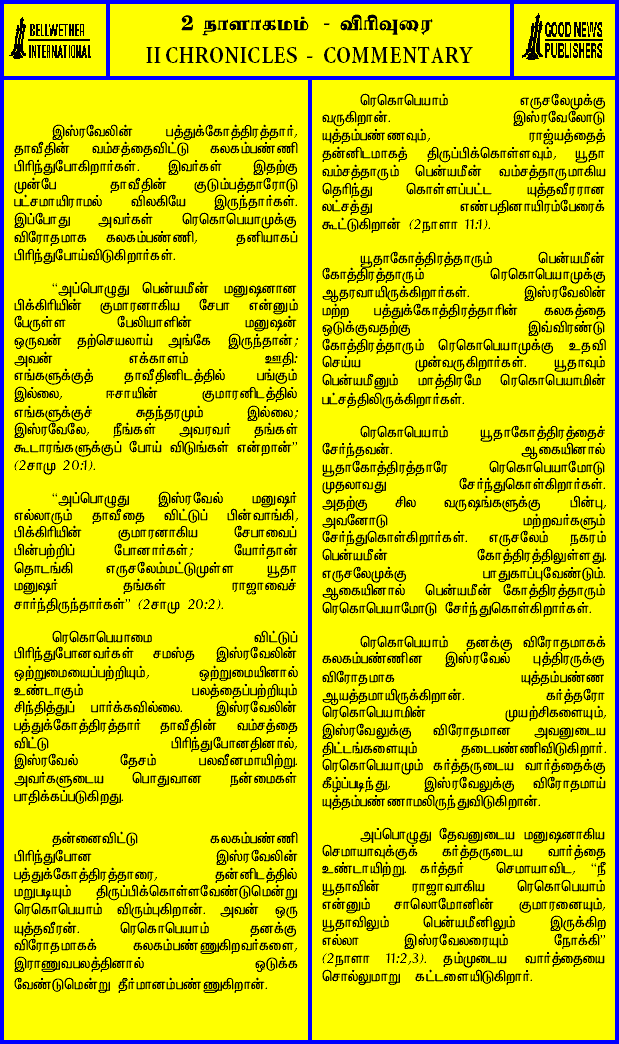 BELLWETHER
INTERNATIONAL
2 நாளாகமம் - விரிவுரை
II CHRONICLES - COMMENTARY
GOOD NEWS
PUBLISHERS
இஸ்ரவேலின் பத்துக்கோத்திரத்தார்,
தாவீதின் வம்சத்தைவிட்டு கலகம்பண்ணி
பிரிந்துபோகிறார்கள். இவர்கள் இதற்கு
முன்பே தாவீதின் குடும்பத்தாரோடு
பட்சமாயிராமல் விலகியே இருந்தார்கள்.
இப்போது அவர்கள் ரெகொபெயாமுக்கு
விரோதமாக கலகம்பண்ணி, தனியாகப்
பிரிந்துபோய்விடுகிறார்கள்.
“அப்பொழுது பென்யமீன் மனுஷனான
பிக்கிரியின் குமாரனாகிய சேபா என்னும்
பேருள்ள பேலியாளின் மனுஷன்
ஒருவன் தற்செயலாய் அங்கே இருந்தான்;
அவன் எக்காளம் ஊதி:
எங்களுக்குத் தாவீதினிடத்தில் பங்கும்
இல்லை, ஈசாயின் குமாரனிடத்தில்
எங்களுக்குச் சுதந்தரமும் இல்லை;
இஸ்ரவேலே, நீங்கள் அவரவர் தங்கள்
கூடாரங்களுக்குப் போய் விடுங்கள் என்றான்”
(2சாமு 20:1).
“அப்பொழுது இஸ்ரவேல் மனுஷர்
எல்லாரும் தாவீதை விட்டுப் பின்வாங்கி,
பிக்கிரியின் குமாரனாகிய சேபாவைப்
பின்பற்றிப் போனார்கள்; யோர்தான்
தொடங்கி எருசலேம்மட்டுமுள்ள யூதா
மனுஷர் தங்கள் ராஜாவைச்
சார்ந்திருந்தார்கள்” (2சாமு 20:2).
ரெகொபெயாமை விட்டுப்
பிரிந்துபோனவர்கள் சமஸ்த இஸ்ரவேலின்
ஒற்றுமையைப்பற்றியும், ஒற்றுமையினால்
உண்டாகும் பலத்தைப்பற்றியும்
சிந்தித்துப் பார்க்கவில்லை. இஸ்ரவேலின்
பத்துக்கோத்திரத்தார் தாவீதின் வம்சத்தை
விட்டு பிரிந்துபோனதினால்,
இஸ்ரவேல் தேசம் பலவீனமாயிற்று.
அவர்களுடைய பொதுவான நன்மைகள்
பாதிக்கப்படுகிறது.
தன்னைவிட்டு கலகம்பண்ணி
பிரிந்துபோன இஸ்ரவேலின்
பத்துக்கோத்திரத்தாரை, தன்னிடத்தில்
மறுபடியும் திருப்பிக்கொள்ளவேண்டுமென்று
ரெகொபெயாம் விரும்புகிறான். அவன் ஒரு
யுத்தவீரன். ரெகொபெயாம் தனக்கு
விரோதமாகக் கலகம்பண்ணுகிறவர்களை,
இராணுவபலத்தினால் ஒடுக்க
வேண்டுமென்று தீர்மானம்பண்ணுகிறான்.
ரெகொபெயாம் எருசலேமுக்கு
வருகிறான். இஸ்ரவேலோடு
யுத்தம்பண்ணவும், ராஜ்யத்தைத்
தன்னிடமாகத் திருப்பிக்கொள்ளவும், யூதா
வம்சத்தாரும் பென்யமீன் வம்சத்தாருமாகிய
தெரிந்து கொள்ளப்பட்ட யுத்தவீரரான
லட்சத்து எண்பதினாயிரம்பேரைக்
கூட்டுகிறான் (2நாளா 11:1).
யூதாகோத்திரத்தாரும் பென்யமீன்
கோத்திரத்தாரும் ரெகொபெயாமுக்கு
ஆதரவாயிருக்கிறார்கள். இஸ்ரவேலின்
மற்ற பத்துக்கோத்திரத்தாரின் கலகத்தை
ஒடுக்குவதற்கு இவ்விரண்டு
கோத்திரத்தாரும் ரெகொபெயாமுக்கு உதவி
செய்ய முன்வருகிறார்கள். யூதாவும்
பென்யமீனும் மாத்திரமே ரெகொபெயாமின்
பட்சத்திலிருக்கிறார்கள்.
ரெகொபெயாம் யூதாகோத்திரத்தைச்
சேர்ந்தவன். ஆகையினால்
யூதாகோத்திரத்தாரே ரெகொபெயாமோடு
முதலாவது சேர்ந்துகொள்கிறார்கள்.
அதற்கு சில வருஷங்களுக்கு பின்பு,
அவனோடு மற்றவர்களும்
சேர்ந்துகொள்கிறார்கள். எருசலேம் நகரம்
பென்யமீன் கோத்திரத்திலுள்ளது.
எருசலேமுக்கு பாதுகாப்புவேண்டும்.
ஆகையினால் பென்யமீன் கோத்திரத்தாரும்
ரெகொபெயாமோடு சேர்ந்துகொள்கிறார்கள்.
ரெகொபெயாம் தனக்கு விரோதமாகக்
கலகம்பண்ணின இஸ்ரவேல் புத்திரருக்கு
விரோதமாக யுத்தம்பண்ண
ஆயத்தமாயிருக்கிறான். கர்த்தரோ
ரெகொபெயாமின் முயற்சிகளையும்,
இஸ்ரவேலுக்கு விரோதமான அவனுடைய
திட்டங்களையும் தடைபண்ணிவிடுகிறார்.
ரெகொபெயாமும் கர்த்தருடைய வார்த்தைக்கு
கீழ்ப்படிந்து, இஸ்ரவேலுக்கு விரோதமாய்
யுத்தம்பண்ணாமலிருந்துவிடுகிறான்.
அப்பொழுது தேவனுடைய மனுஷனாகிய
செமாயாவுக்குக் கர்த்தருடைய வார்த்தை
உண்டாயிற்று. கர்த்தர் செமாயாவிட, “நீ
யூதாவின் ராஜாவாகிய ரெகொபெயாம்
என்னும் சாலொமோனின் குமாரனையும்,
யூதாவிலும் பென்யமீனிலும் இருக்கிற
எல்லா இஸ்ரவேலரையும் நோக்கி”
(2நாளா 11:2,3). தம்முடைய வார்த்தையை
சொல்லுமாறு கட்டளையிடுகிறார்.